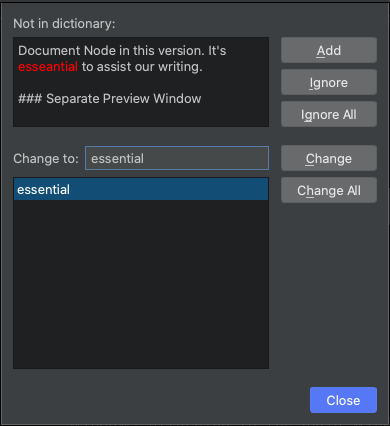 Not in dictionary:
Document Node in this version. It's
esseantial to assist our writing.
### Separate Preview Window
Add
Ignore
Ignore All
Change to: essential
Change
essential
Change All
Close